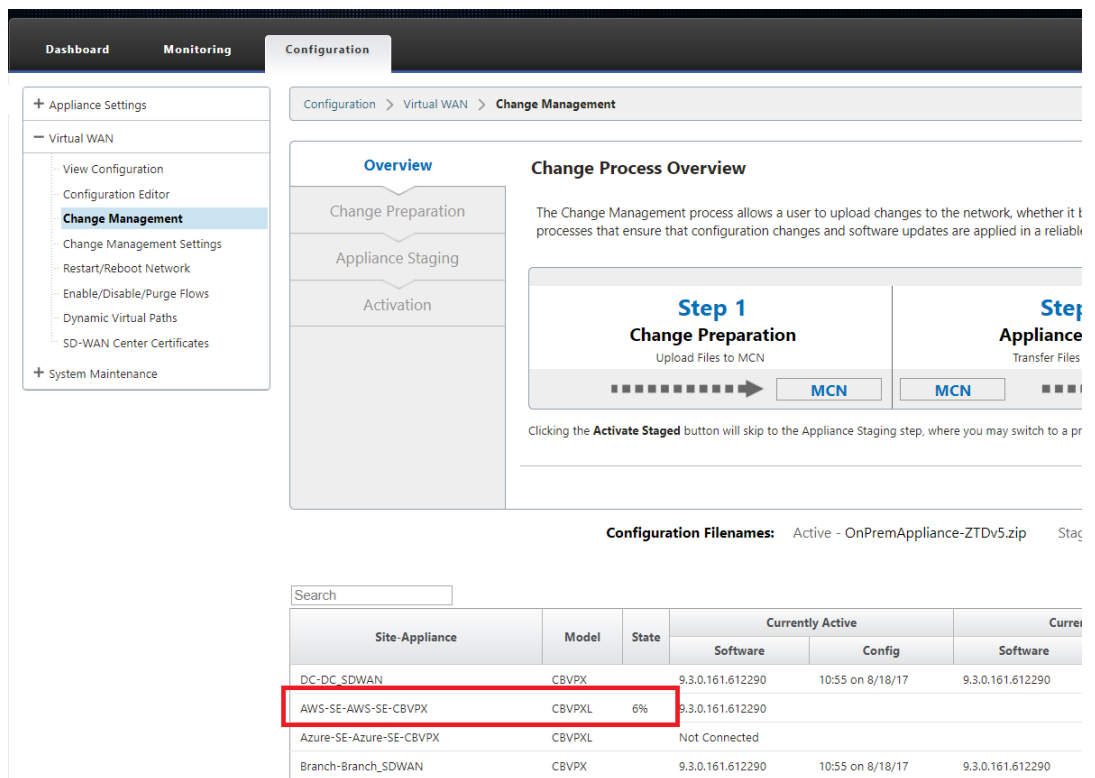 Dashboard Monitoring Configuration
+ Appliance Settings
− Virtual WAN
View Configuration
Configuration Editor
Change Management
Change Management Settings
Restart/Reboot Network
Enable/Disable/Purge Flows
Dynamic Virtual Paths
SD-WAN Center Certificates
+ System Maintenance
Configuration > Virtual WAN > Change Management
Overview
Change Preparation
Appliance Staging
Activation
Change Process Overview
The Change Management process allows a user to upload changes to the network, whether it
processes that ensure that configuration changes and software updates are applied in a reliable
Step 1
Change Preparation
Upload Files to MCN
MCN
Step
Appliance
Transfer Files
MCN
Clicking the Activate Staged button will skip to the Appliance Staging step, where you may switch to a
Configuration Filenames: Active - OnPremAppliance-ZTDv5.zip
Search
Site-Appliance Model State Currently Active
Software Config Software
DC-DC_SDWAN CBVPX 9.3.0.161.612290 10:55 on 8/18/17 9.3.0.161.612290
AWS-SE-AWS-SE-CBVPX CBVPXL 6% 9.3.0.161.612290
Azure-SE-Azure-SE-CBVPX CBVPXL Not Connected
Branch-Branch_SDWAN CBVPX 9.3.0.161.612290 10:55 on 8/18/17 9.3.0.161.612290